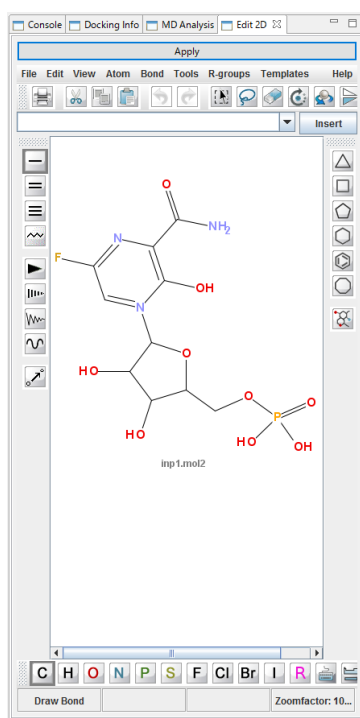 Console Docking Info MD Analysis Edit 2D
Apply
File Edit View Atom Bond Tools R-groups Templates Help
Insert
O
NH2
N
F
OH
N
O
HO
O
O
P
HO
HO
OH
inp1.mol2
C H O N P S F Cl Br I R
Draw Bond Zoomfactor: 10...